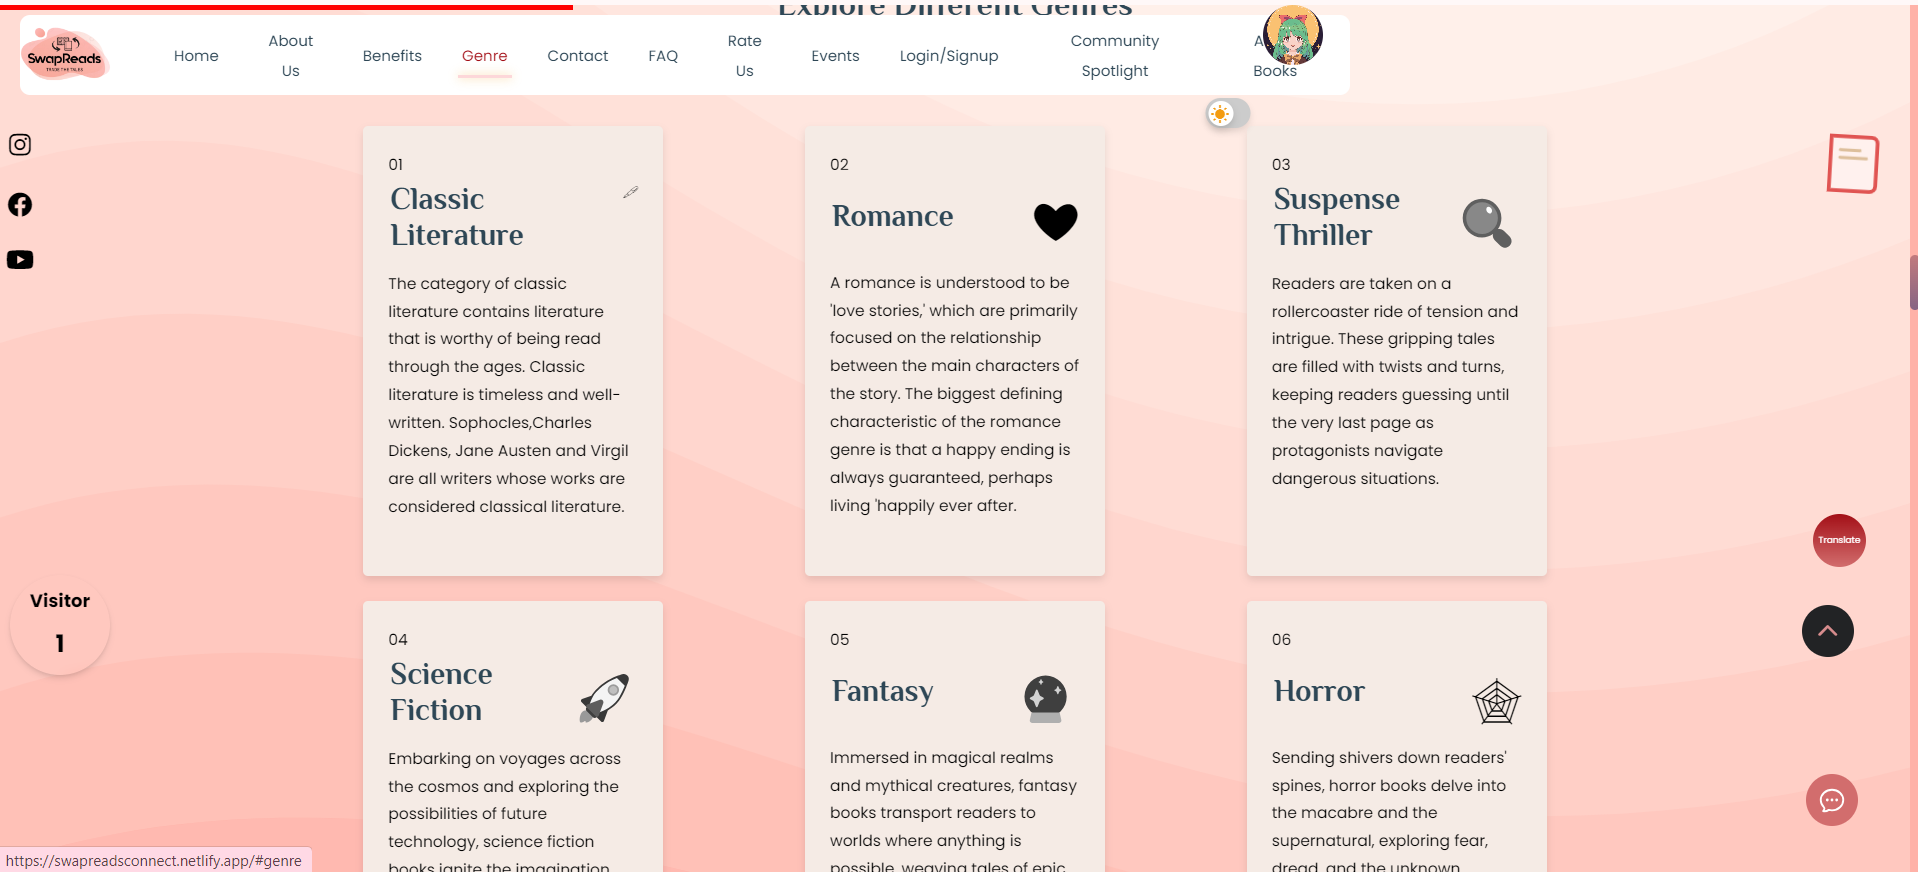 Explore Different Genres
SwapReads
TRADE THE TALES
Home
About
Us
Benefits
Genre
Contact
FAQ
Rate
Us
Events
Login/Signup
Community
Spotlight
A
Books
01
Classic
Literature
The category of classic
literature contains literature
that is worthy of being read
through the ages. Classic
literature is timeless and well-
written. Sophocles,Charles
Dickens, Jane Austen and Virgil
are all writers whose works are
considered classical literature.
02
Romance
A romance is understood to be
'love stories,' which are primarily
focused on the relationship
between the main characters of
the story. The biggest defining
characteristic of the romance
genre is that a happy ending is
always guaranteed, perhaps
living 'happily ever after.
03
Suspense
Thriller
Readers are taken on a
rollercoaster ride of tension and
intrigue. These gripping tales
are filled with twists and turns,
keeping readers guessing until
the very last page as
protagonists navigate
dangerous situations.
Translate
Visitor
1
04
Science
Fiction
Embarking on voyages across
the cosmos and exploring the
possibilities of future
technology, science fiction
books ignite the imagination
05
Fantasy
Immersed in magical realms
and mythical creatures, fantasy
books transport readers to
worlds where anything is
possible, weaving tales of epic
06
Horror
Sending shivers down readers'
spines, horror books delve into
the macabre and the
supernatural, exploring fear,
dread, and the unknown
https://swapreadsconnect.netlify.app/#genre